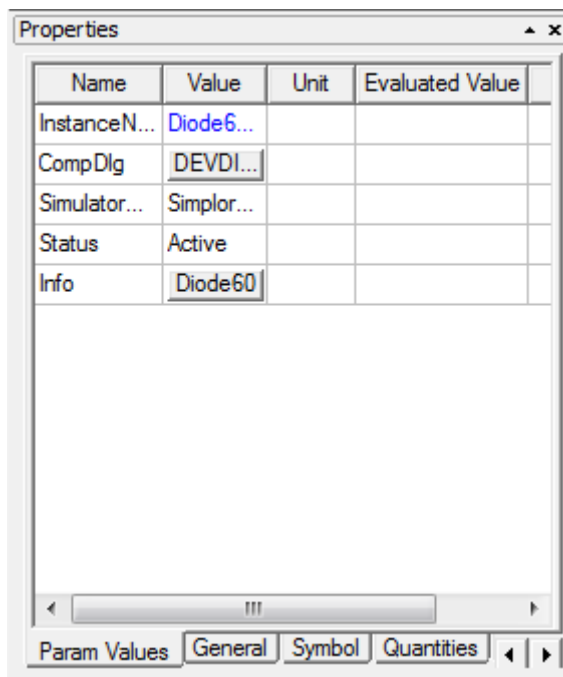 Properties
Name Value Unit Evaluated Value
InstanceN... Diode6...
CompDlg DEVDI...
Simulator... Simplor...
Status Active
Info Diode60
Param Values General Symbol Quantities